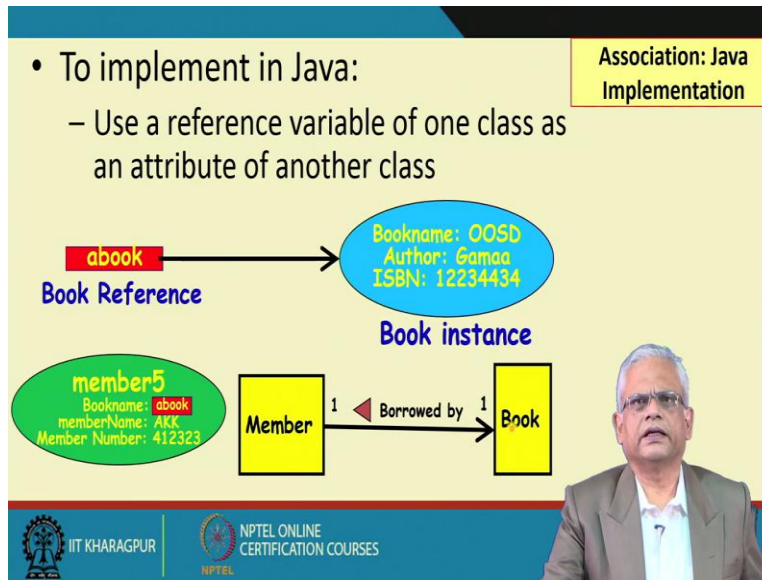 • To implement in Java:
Association: Java
Implementation
– Use a reference variable of one class as
an attribute of another class
abook
Book Reference
Bookname: OOSD
Author: Gamaa
ISBN: 12234434
Book instance
member5
Bookname: abook
memberName: AKK
Member Number: 412323
Member
1
Borrowed by
1
Book
IIT KHARAGPUR
NPTEL
NPTEL ONLINE
CERTIFICATION COURSES